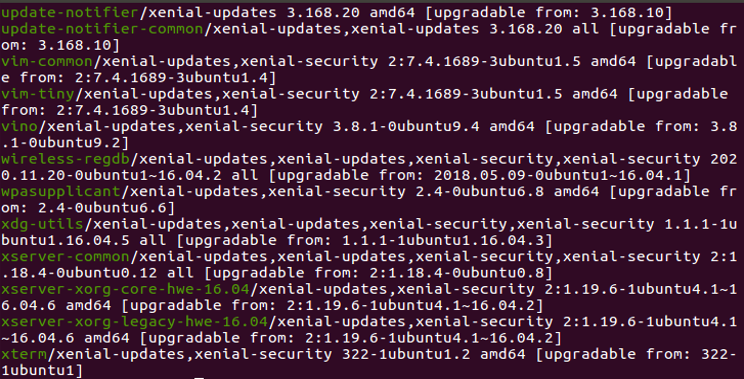 update-notifier/xenial-updates 3.168.20 amd64 [upgradable from: 3.168.10]
update-notifier-common/xenial-updates,xenial-updates 3.168.20 all [upgradable fr
om: 3.168.10]
vim-common/xenial-updates,xenial-security 2:7.4.1689-3ubuntu1.5 amd64 [upgradabl
e from: 2:7.4.1689-3ubuntu1.4]
vim-tiny/xenial-updates,xenial-security 2:7.4.1689-3ubuntu1.5 amd64 [upgradable
from: 2:7.4.1689-3ubuntu1.4]
vino/xenial-updates,xenial-security 3.8.1-0ubuntu9.4 amd64 [upgradable from: 3.8
.1-0ubuntu9.2]
wireless-regdb/xenial-updates,xenial-updates,xenial-security,xenial-security 202
0.11.20-0ubuntu1~16.04.2 all [upgradable from: 2018.05.09-0ubuntu1~16.04.1]
wpasupplicant/xenial-updates,xenial-security 2.4-0ubuntu6.8 amd64 [upgradable fr
om: 2.4-0ubuntu6.6]
xdg-utils/xenial-updates,xenial-updates,xenial-security,xenial-security 1.1.1-1u
buntu1.16.04.5 all [upgradable from: 1.1.1-1ubuntu1.16.04.3]
xserver-common/xenial-updates,xenial-updates,xenial-security,xenial-security 2:1
.18.4-0ubuntu0.12 all [upgradable from: 2:1.18.4-0ubuntu0.8]
xserver-xorg-core-hwe-16.04/xenial-updates,xenial-security 2:1.19.6-1ubuntu4.1~1
6.04.6 amd64 [upgradable from: 2:1.19.6-1ubuntu4.1~16.04.2]
xserver-xorg-legacy-hwe-16.04/xenial-updates,xenial-security 2:1.19.6-1ubuntu4.1
~16.04.6 amd64 [upgradable from: 2:1.19.6-1ubuntu4.1~16.04.2]
xterm/xenial-updates,xenial-security 322-1ubuntu1.2 amd64 [upgradable from: 322-
1ubuntu1]